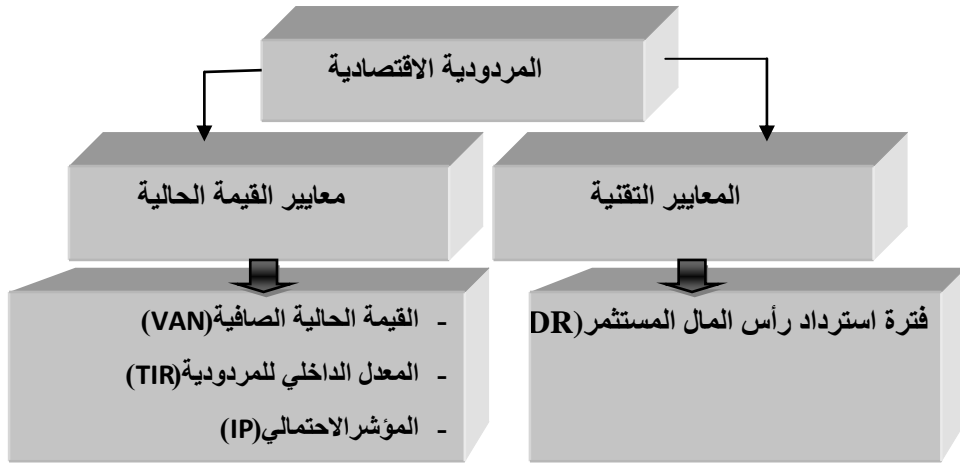 المردودية الاقتصادية
المعايير التقنية
معايير القيمة الحالية
فترة استرداد رأس المال المستثمر(DR
- القيمة الحالية الصافية(VAN)
- المعدل الداخلي للمردودية(TIR)
- المؤشرالاحتمالي(IP)